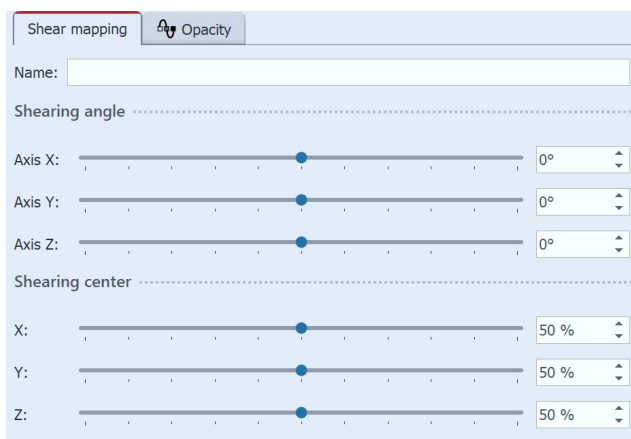 Shear mapping Opacity
Name:
Shearing angle
Axis X: 0°
Axis Y: 0°
Axis Z: 0°
Shearing center
X: 50 %
Y: 50 %
Z: 50 %